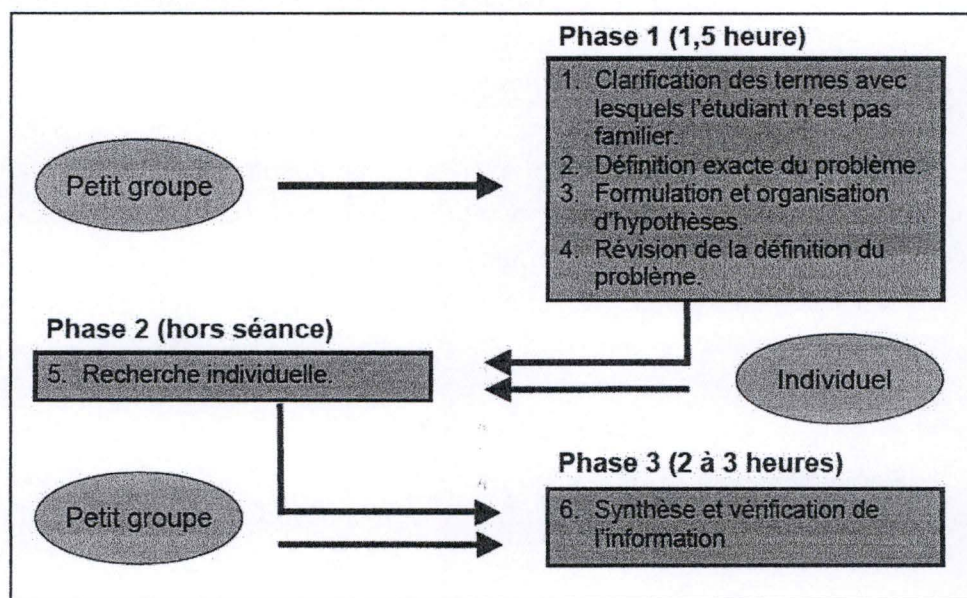 Phase 1 (1,5 heure)
1. Clarification des termes avec
lesquels l'étudiant n'est pas
familier.
2. Définition exacte du problème.
3. Formulation et organisation
d'hypothèses.
4. Révision de la définition du
problème.
Petit groupe
Phase 2 (hors séance)
5. Recherche individuelle.
Individuel
Phase 3 (2 à 3 heures)
6. Synthèse et vérification de
l'information
Petit groupe